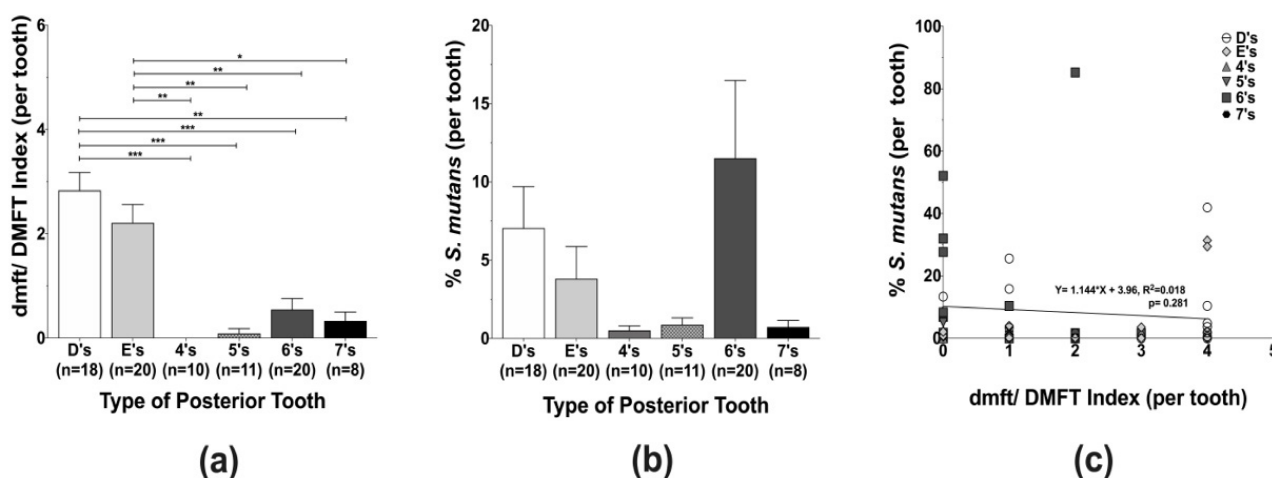 dmft/ DMFT Index (per tooth)
6
4
2
0
*
**
**
**
**
***
***
***
D's
(n=18)
E's
(n=20)
4's
(n=10)
5's
(n=11)
6's
(n=20)
7's
(n=8)
Type of Posterior Tooth
(a)
% S. mutans (per tooth)
20
15
10
5
0
D's
(n=18)
E's
(n=20)
4's
(n=10)
5's
(n=11)
6's
(n=20)
7's
(n=8)
Type of Posterior Tooth
(b)
% S. mutans (per tooth)
100
80
60
40
20
0
D's
E's
4's
5's
6's
7's
Y= 1.144*X + 3.96, R²=0.018
p= 0.281
0 1 2 3 4 5
dmft/ DMFT Index (per tooth)
(c)